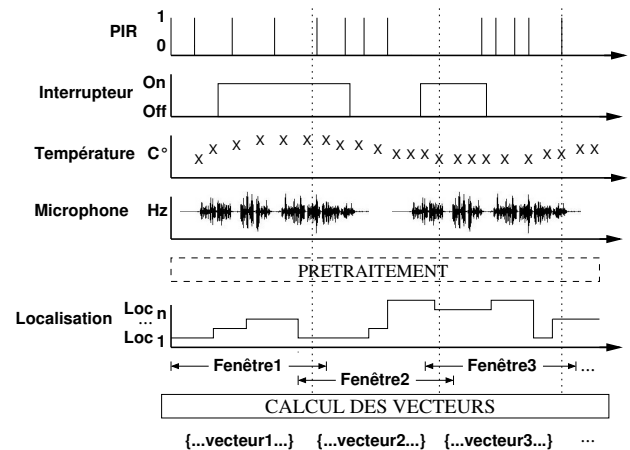 1
PIR
0
Interrupteur On
Off
Température C°
X X X X X X X X X X X X X X X X X X X X X X X
Microphone Hz
PRETRAITEMENT
Localisation Loc n
...
Loc 1
Fenêtre1 Fenêtre3 ...
Fenêtre2
CALCUL DES VECTEURS
{...vecteur1...} {...vecteur2...} {...vecteur3...} ...